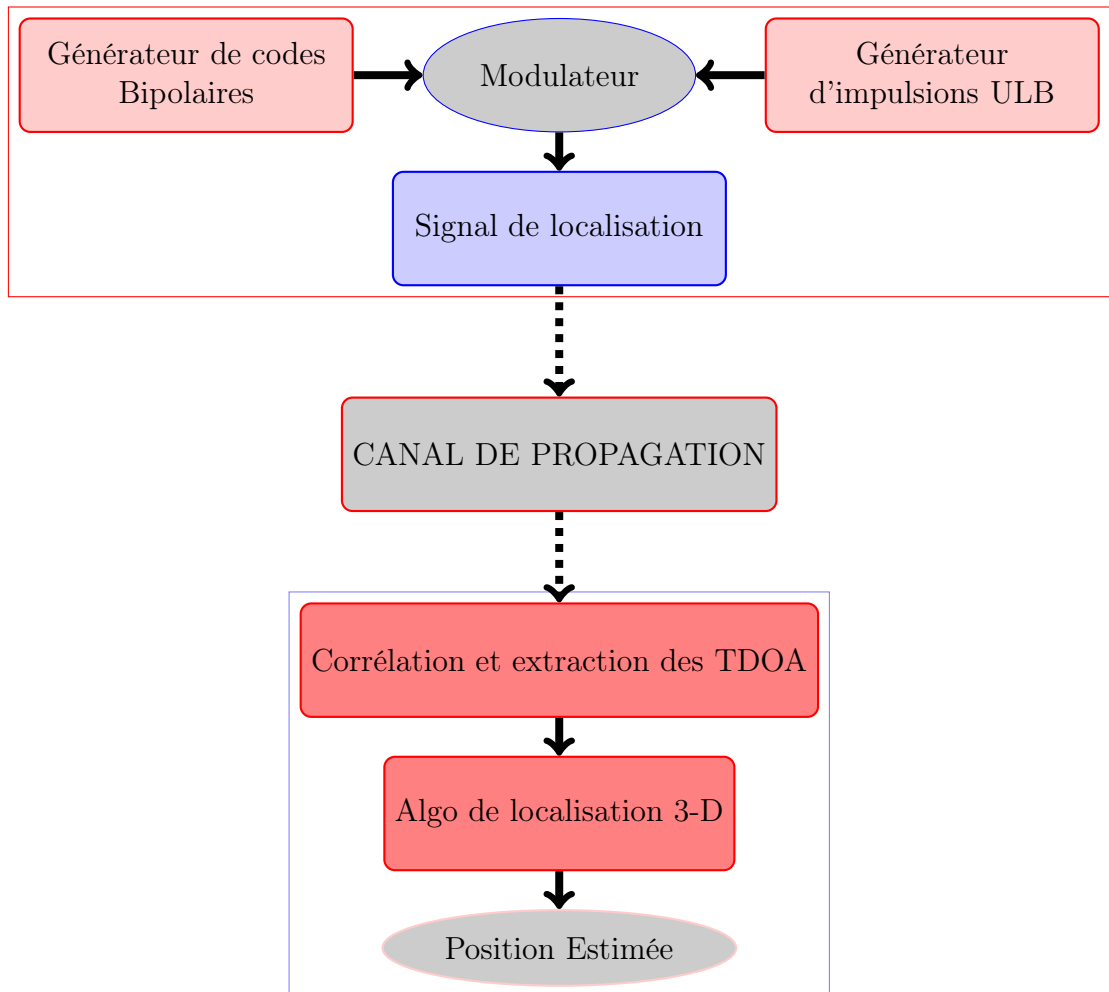 Générateur de codes
Bipolaires
Modulateur
Générateur
d'impulsions ULB
Signal de localisation
CANAL DE PROPAGATION
Corrélation et extraction des TDOA
Algo de localisation 3-D
Position Estimée